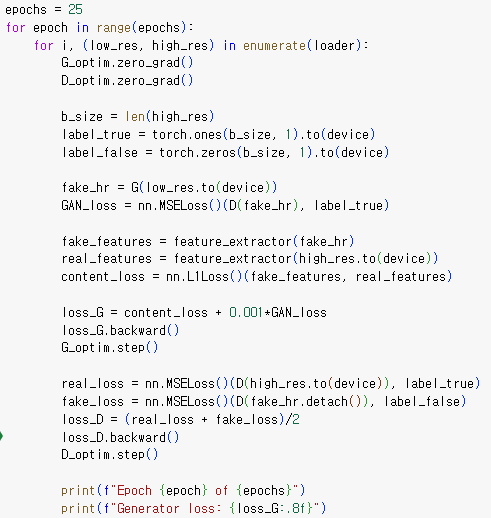 epochs = 25
for epoch in range(epochs):
    for i, (low_res, high_res) in enumerate(loader):
        G_optim.zero_grad()
        D_optim.zero_grad()

        b_size = len(high_res)
        label_true = torch.ones(b_size, 1).to(device)
        label_false = torch.zeros(b_size, 1).to(device)

        fake_hr = G(low_res.to(device))
        GAN_loss = nn.MSELoss()(D(fake_hr), label_true)

        fake_features = feature_extractor(fake_hr)
        real_features = feature_extractor(high_res.to(device))
        content_loss = nn.L1Loss()(fake_features, real_features)

        loss_G = content_loss + 0.001*GAN_loss
        loss_G.backward()
        G_optim.step()

        real_loss = nn.MSELoss()(D(high_res.to(device)), label_true)
        fake_loss = nn.MSELoss()(D(fake_hr.detach()), label_false)
        loss_D = (real_loss + fake_loss)/2
        loss_D.backward()
        D_optim.step()

        print(f"Epoch {epoch} of {epochs}")
        print(f"Generator loss: {loss_G:.8f}")